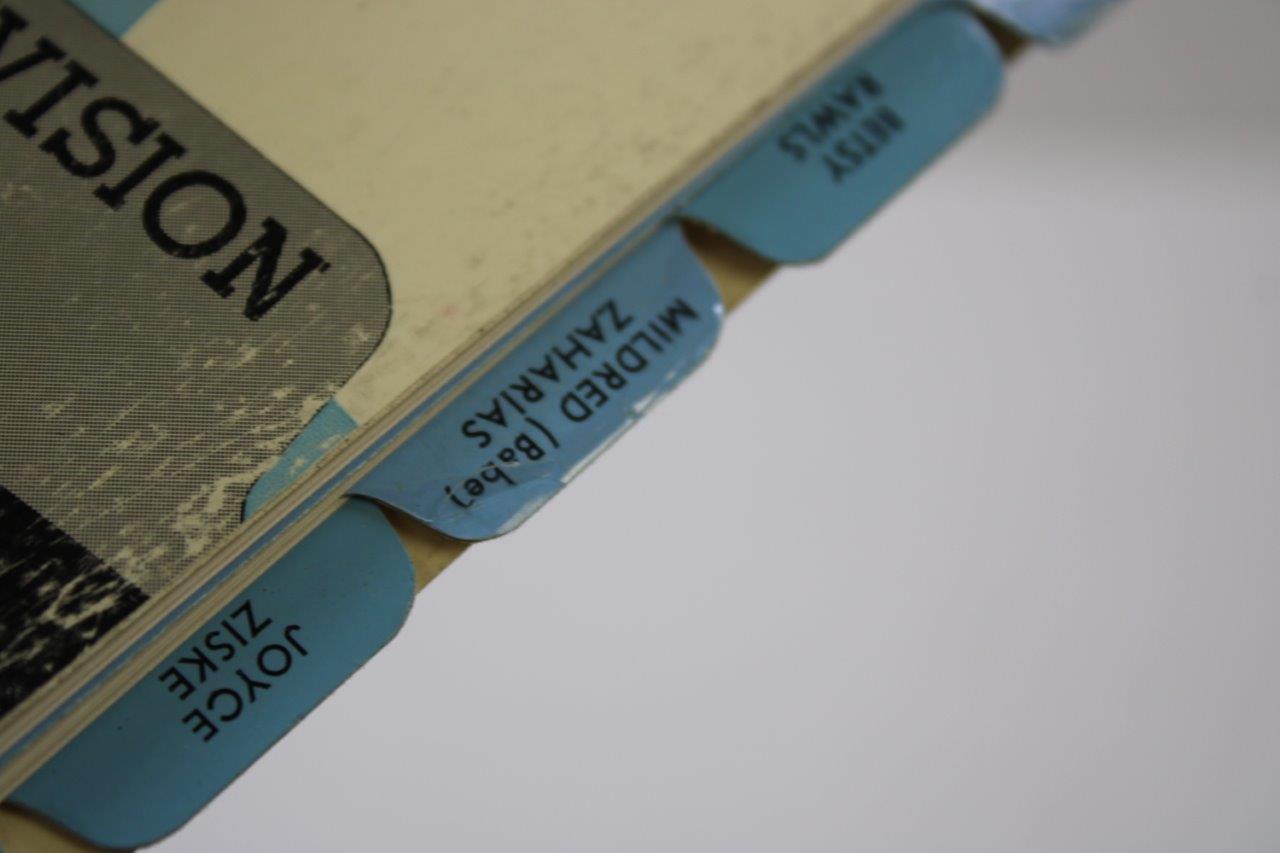 VISION
BETSY
RAWLS
MILDRED (Babe)
ZAHARIAS
JOYCE
ZISKE